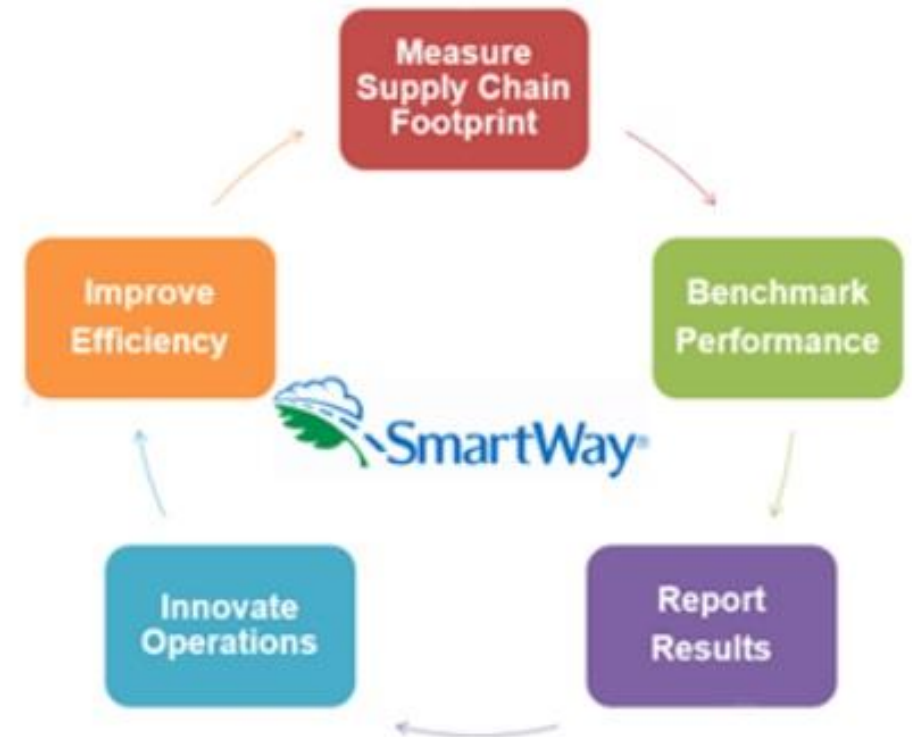 Measure
Supply Chain
Footprint
Benchmark
Performance
Report
Results
Innovate
Operations
Improve
Efficiency
SmartWay®